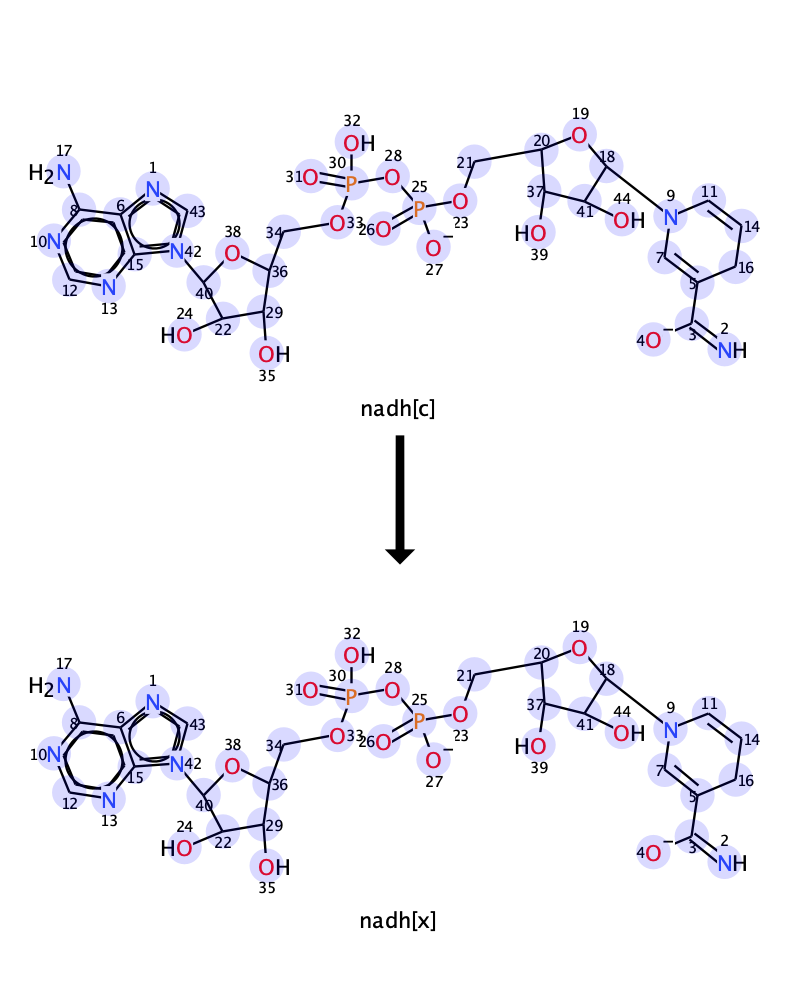 19
32
OH
O
20
28
17
H₂N
1
30
31
O
P
O
21
18
25
44
N
8
6
43
P
O
37
9
11
N
10
N
38
34
O
33
26
O
23
41
OH
N
14
42
N
O
36
O⁻
27
HO
39
7
16
12
N
13
15
40
24
HO
22
29
5
OH
35
4
O⁻
3
2
NH
nadh[c]
19
32
OH
O
20
28
17
H₂N
1
30
31
O
P
O
21
18
25
44
N
8
6
43
P
O
37
9
11
N
10
N
38
34
O
33
26
O
23
41
OH
N
14
42
N
O
36
O⁻
27
HO
39
7
16
12
N
13
15
40
24
HO
22
29
5
OH
35
4
O⁻
3
2
NH
nadh[x]